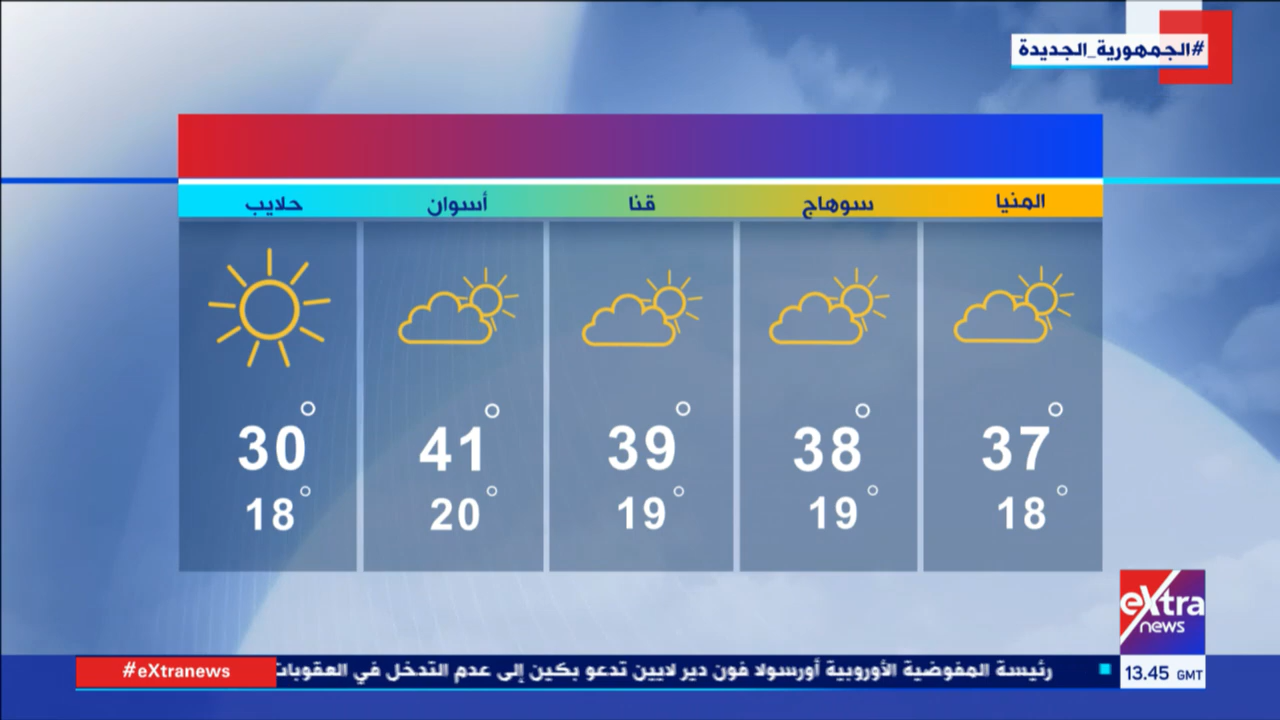 #الجمهورية_الجديدة
المنيا سوهاج قنا أسوان حلايب
37° 38° 39° 41° 30°
18° 19° 19° 20° 18°
eXtra
news
رئيسة المفوضية الأوروبية أورسولا فون دير لايين تدعو بكين إلى عدم التدخل في العقوبات
#eXtranews
13.45 GMT